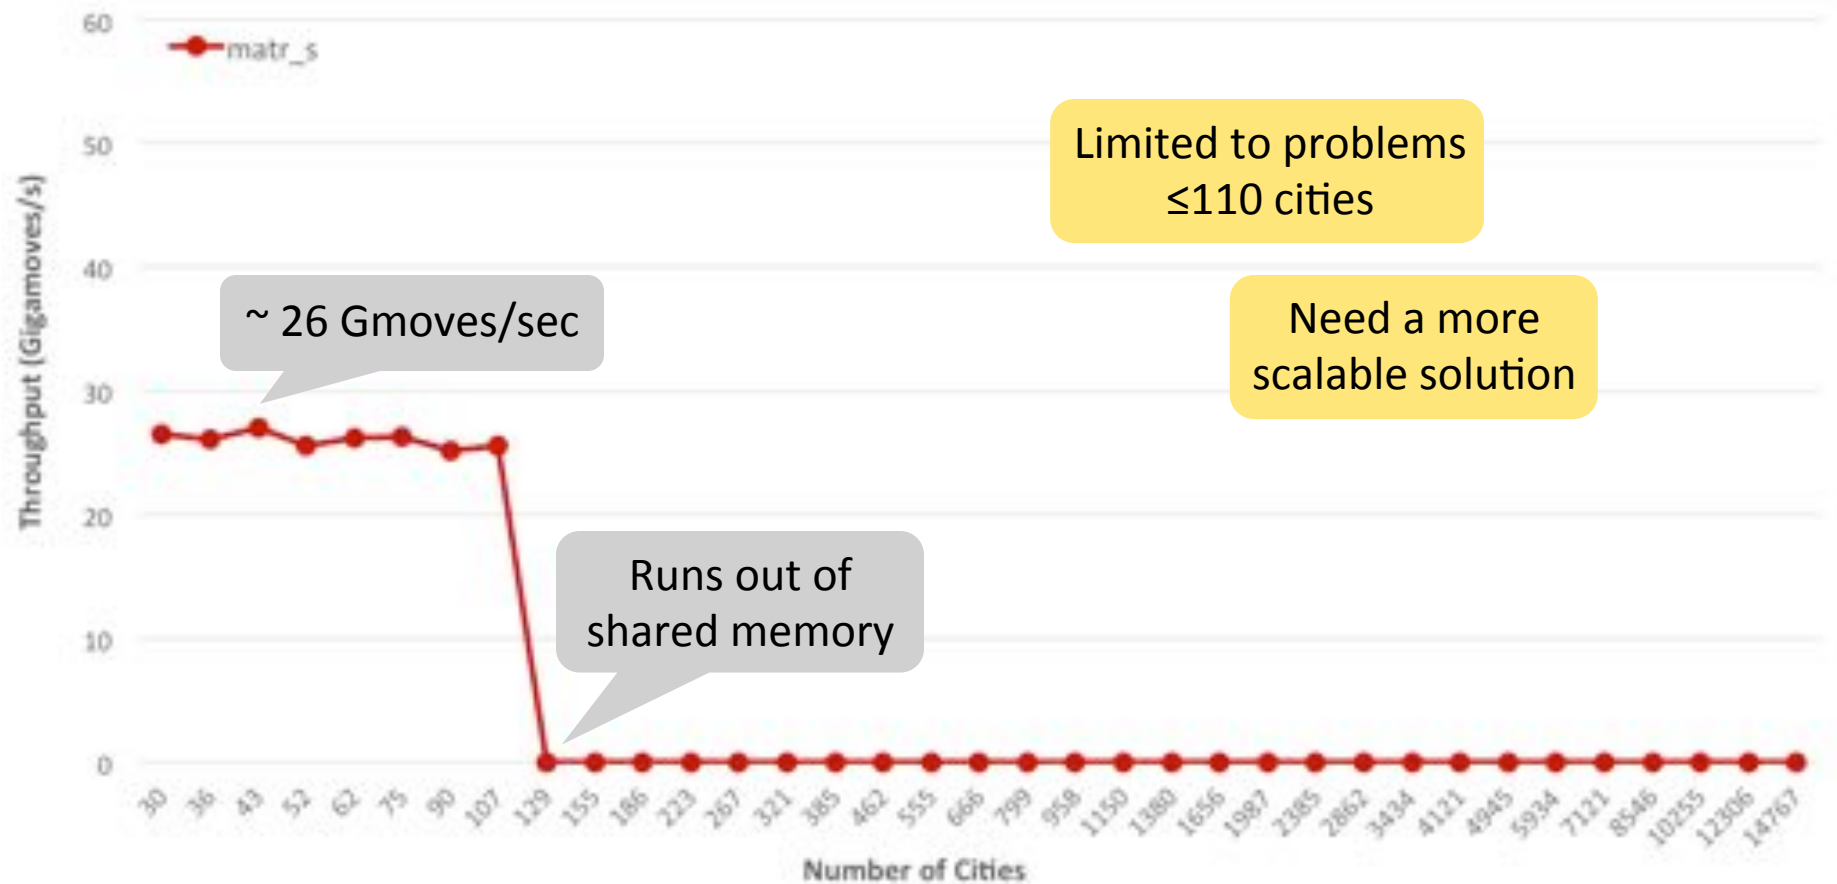 60
matr_s
50
Limited to problems
≤110 cities
40
~ 26 Gmoves/sec
Need a more
scalable solution
30
Throughput (Gigamoves/s)
20
Runs out of
shared memory
10
0
30 36 43 52 62 75 90 107 129 155 186 223 267 321 385 462 555 666 799 958 1150 1380 1656 1987 2385 2862 3434 4121 4945 5934 7121 8546 10255 12306 14767
Number of Cities